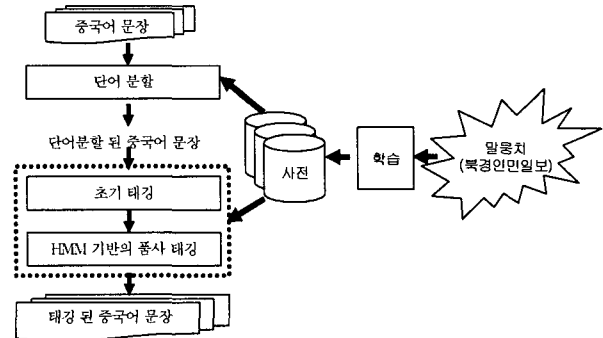 중국어 문장
단어 분할
단어분할 된 중국어 문장
초기 태깅
HMM 기반의 품사 태깅
태깅 된 중국어 문장
사전
학습
말뭉치
(북경인민일보)